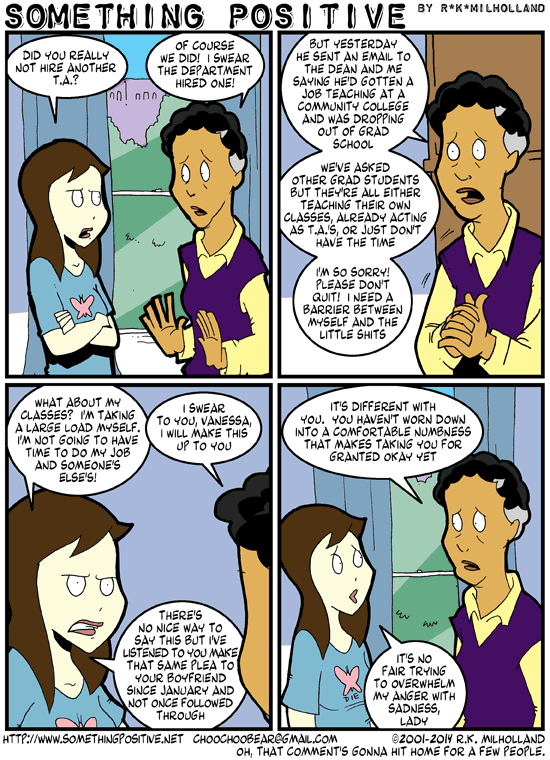 SOMETHING POSITIVE BY R*K*MILHOLLAND
DID YOU REALLY
NOT HIRE ANOTHER
T.A.?
OF COURSE
WE DID! I SWEAR
THE DEPARTMENT
HIRED ONE!
BUT YESTERDAY
HE SENT AN EMAIL TO
THE DEAN AND ME
SAYING HE'D GOTTEN A
JOB TEACHING AT A
COMMUNITY COLLEGE
AND WAS DROPPING
OUT OF GRAD
SCHOOL
WE'VE ASKED
OTHER GRAD STUDENTS
BUT THEY'RE ALL EITHER
TEACHING THEIR OWN
CLASSES, ALREADY ACTING
AS T.A.'S, OR JUST DON'T
HAVE THE TIME
I'M SO SORRY!
PLEASE DON'T
QUIT! I NEED A
BARRIER BETWEEN
MYSELF AND THE
LITTLE SHITS
WHAT ABOUT MY
CLASSES? I'M TAKING
A LARGE LOAD MYSELF.
I'M NOT GOING TO HAVE
TIME TO DO MY JOB
AND SOMEONE'S
ELSE'S!
I SWEAR
TO YOU, VANESSA,
I WILL MAKE THIS
UP TO YOU
THERE'S
NO NICE WAY TO
SAY THIS BUT I'VE
LISTENED TO YOU MAKE
THAT SAME PLEA TO
YOUR BOYFRIEND
SINCE JANUARY AND
NOT ONCE FOLLOWED
THROUGH
IT'S DIFFERENT WITH
YOU. YOU HAVEN'T WORN DOWN
INTO A COMFORTABLE NUMBNESS
THAT MAKES TAKING YOU FOR
GRANTED OKAY YET
IT'S NO
FAIR TRYING
TO OVERWHELM
MY ANGER WITH
SADNESS,
LADY
DIE
HTTP://WWW.SOMETHINGPOSITIVE.NET CHOOCHOOBEAR@GMAIL.COM ©2001-2014 R.K. MILHOLLAND
OH, THAT COMMENT'S GONNA HIT HOME FOR A FEW PEOPLE.